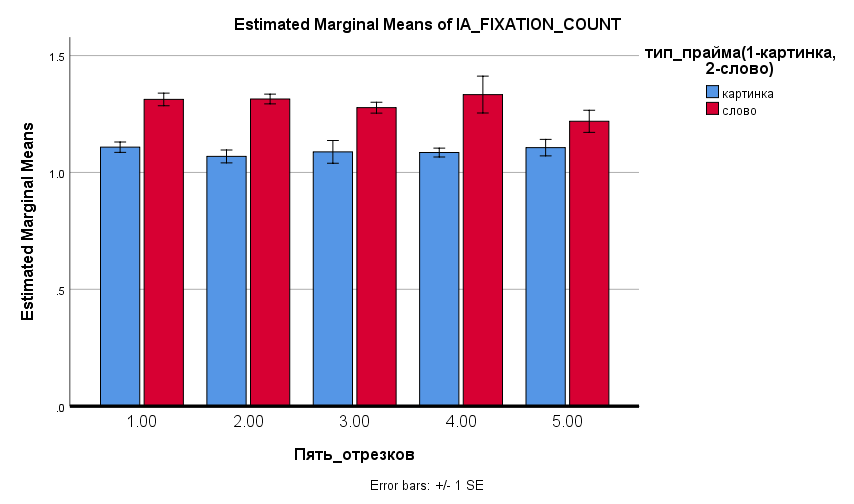 Estimated Marginal Means of IA_FIXATION_COUNT
тип_прайма(1-картинка,
2-слово)
картинка
слово
Estimated Marginal Means
1.5
1.0
.5
.0
1.00 2.00 3.00 4.00 5.00
Пять_отрезков
Error bars: +/- 1 SE